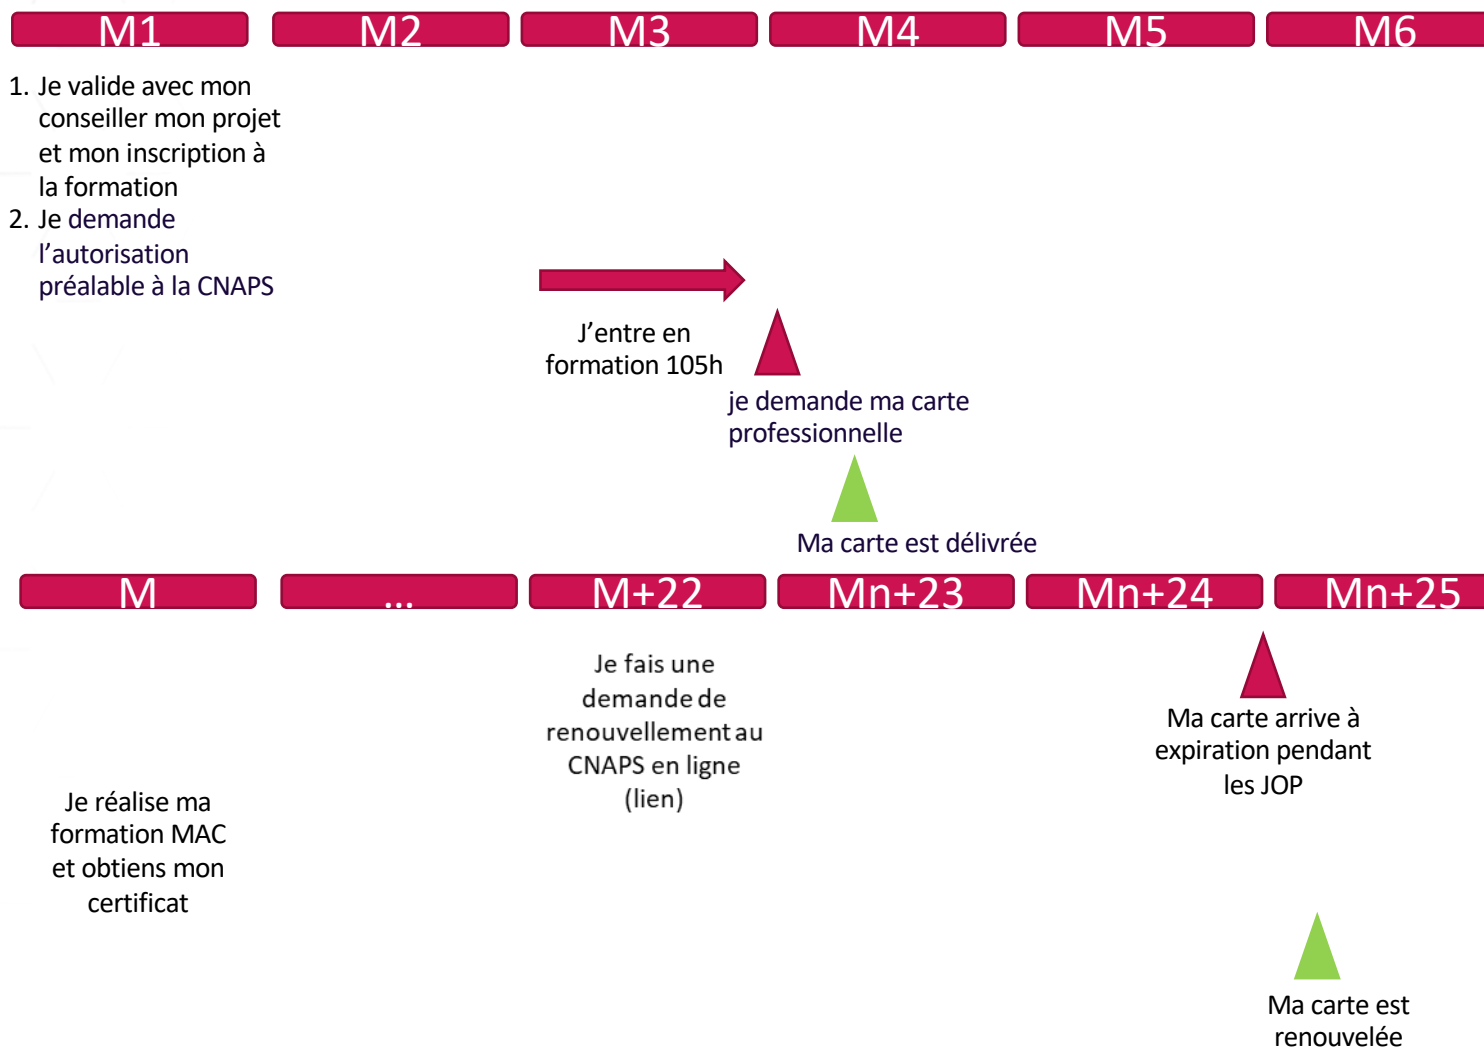 M1
M2
M3
M4
M5
M6
1. Je valide avec mon
conseiller mon projet
et mon inscription à
la formation
2. Je demande
l’autorisation
préalable à la CNAPS
J’entre en
formation 105h
je demande ma carte
professionnelle
Ma carte est délivrée
M
...
M+22
Mn+23
Mn+24
Mn+25
Je réalise ma
formation MAC
et obtiens mon
certificat
Je fais une
demande de
renouvellement au
CNAPS en ligne
(lien)
Ma carte arrive à
expiration pendant
les JOP
Ma carte est
renouvelée